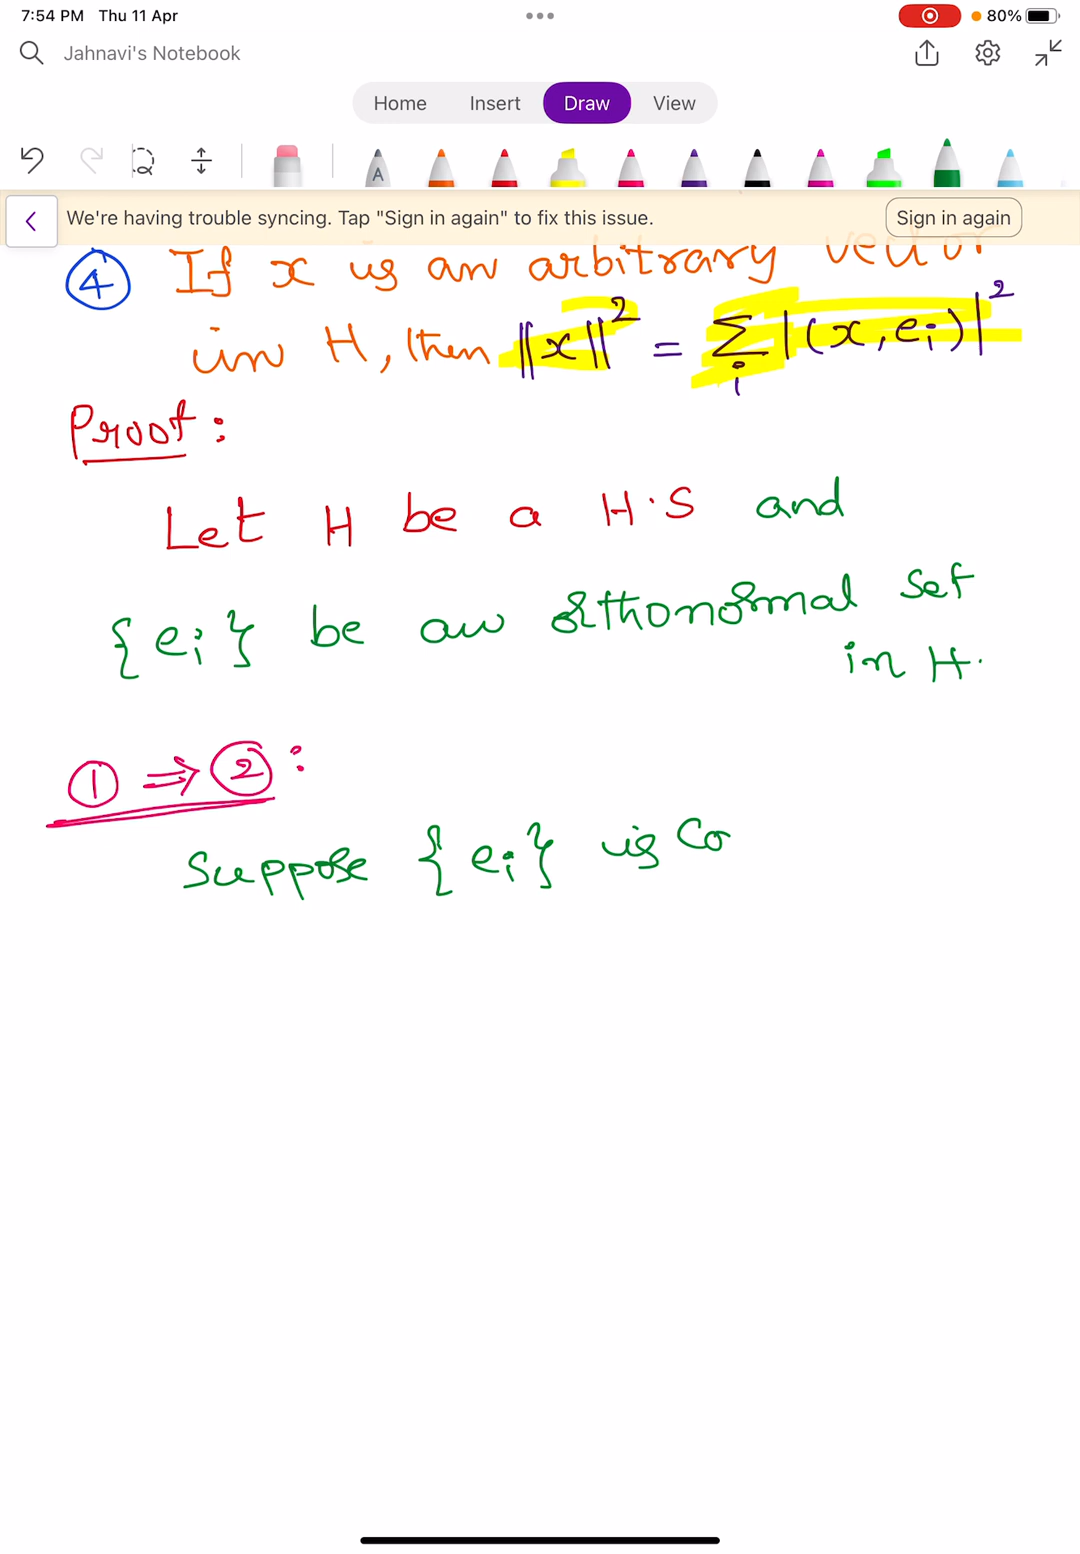 7:54 PM Thu 11 Apr
80%
Jahnavi's Notebook
Home Insert Draw View
A
We're having trouble syncing. Tap "Sign in again" to fix this issue.
Sign in again
④ If x is an arbitrary vector
in H, then ||x||² = Σᵢ |(x, eᵢ)|²
Proof:
Let H be a H.S and
{eᵢ} be an orthonormal set
in H.
① ⇒ ②:
Suppose {eᵢ} is Co